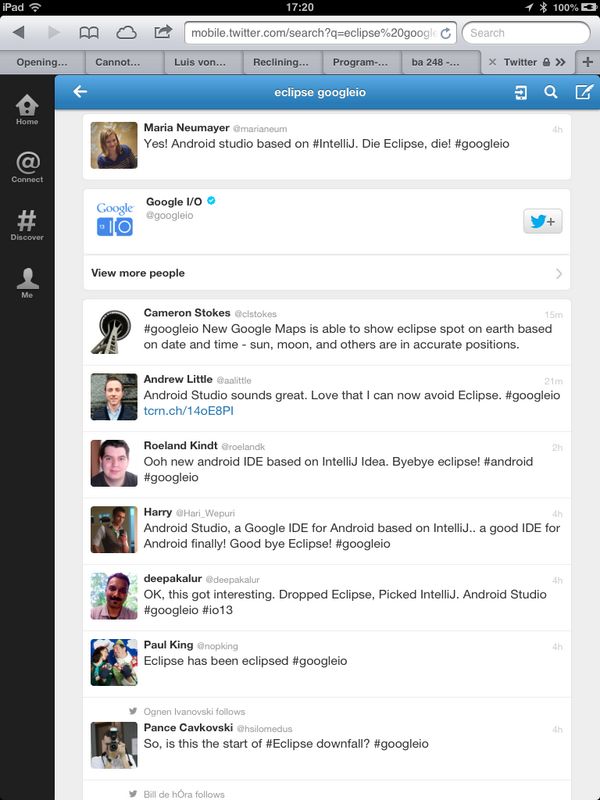 iPad 17:20 100%
mobile.twitter.com/search?q=eclipse%20googl Search
Opening... Cannot... Luis von... Reclining... Program-... ba 248 -... Twitter
eclipse googleio
Home
Connect
Discover
Me
Maria Neumayer @marianeum 4h
Yes! Android studio based on #IntelliJ. Die Eclipse, die! #googleio
Google I/O
@googleio
Google
13 I/O
View more people
Cameron Stokes @clstokes 15m
#googleio New Google Maps is able to show eclipse spot on earth based
on date and time - sun, moon, and others are in accurate positions.
Andrew Little @aalittle 21m
Android Studio sounds great. Love that I can now avoid Eclipse. #googleio
tcrn.ch/14oE8PI
Roeland Kindt @roelandk 2h
Ooh new android IDE based on IntelliJ Idea. Byebye eclipse! #android
#googleio
Harry @Hari_Wepuri 4h
Android Studio, a Google IDE for Android based on IntelliJ.. a good IDE for
Android finally! Good bye Eclipse! #googleio
deepakalur @deepakalur 4h
OK, this got interesting. Dropped Eclipse, Picked IntelliJ. Android Studio
#googleio #io13
Paul King @nopking 4h
Eclipse has been eclipsed #googleio
Ognen Ivanovski follows
Pance Cavkovski @hsilomedus 4h
So, is this the start of #Eclipse downfall? #googleio
Bill de hÓra follows